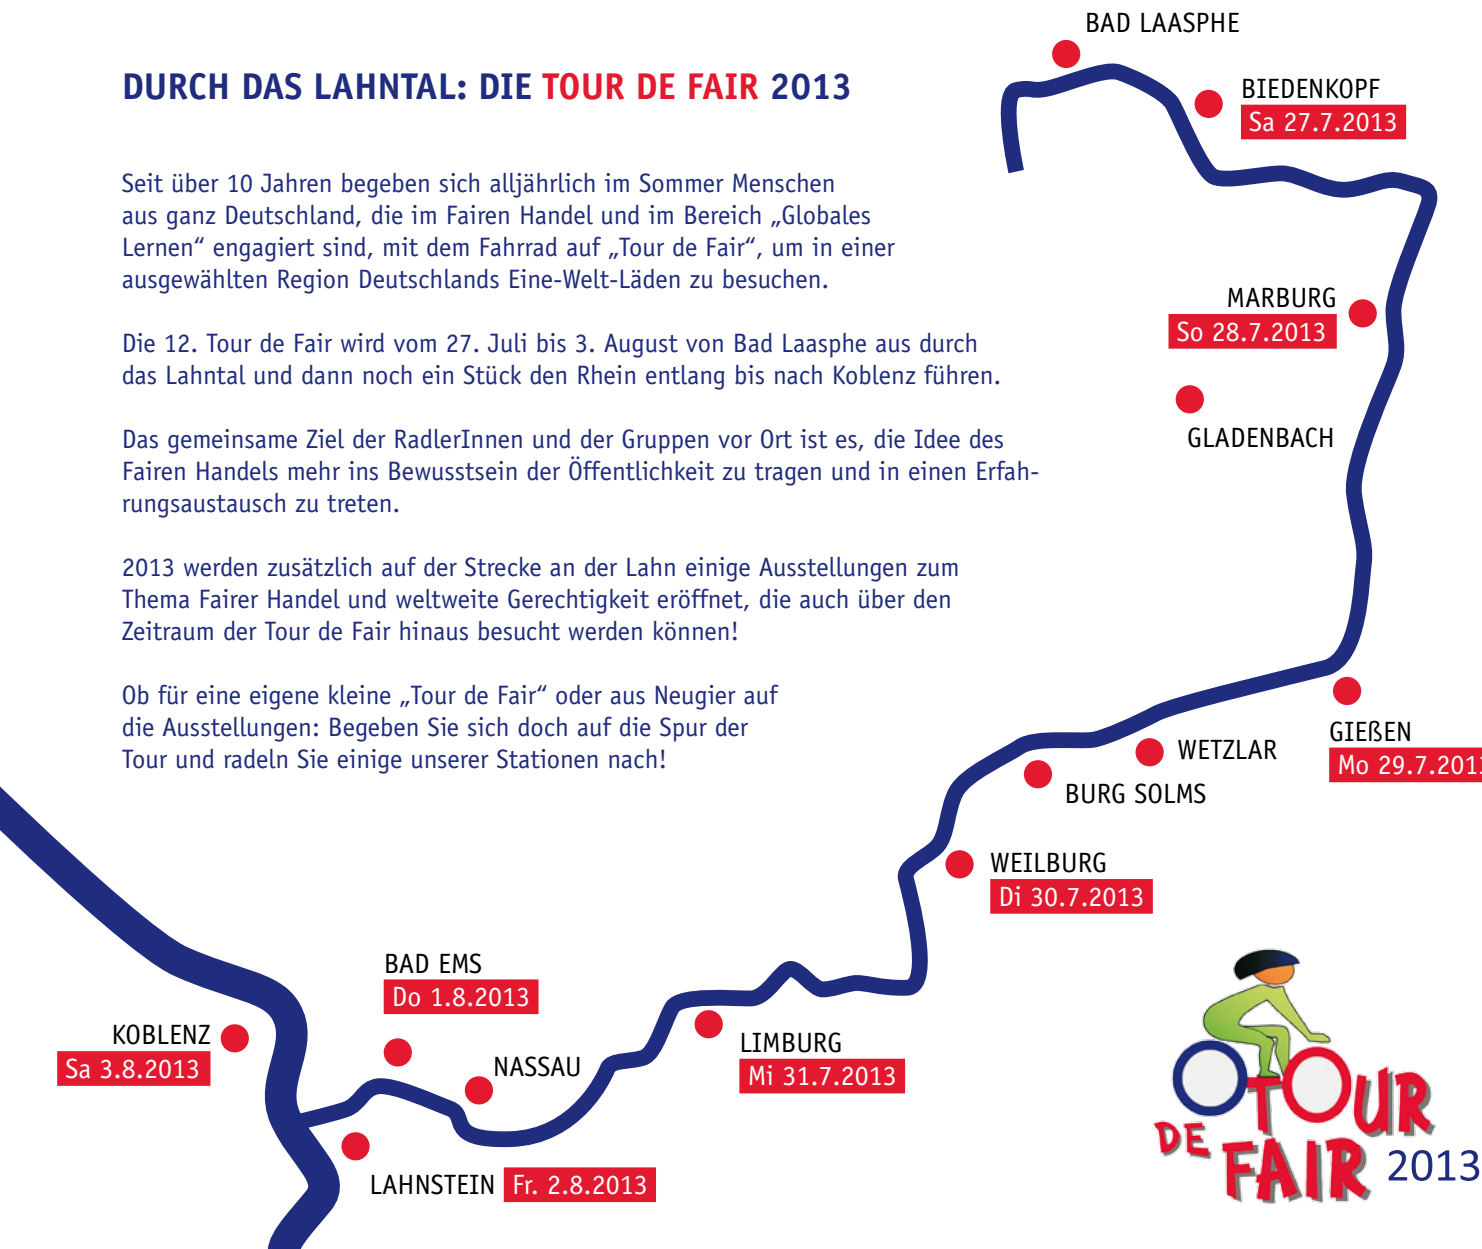 DURCH DAS LAHNTAL: DIE TOUR DE FAIR 2013
Seit über 10 Jahren begeben sich alljährlich im Sommer Menschen
aus ganz Deutschland, die im Fairen Handel und im Bereich „Globales
Lernen“ engagiert sind, mit dem Fahrrad auf „Tour de Fair“, um in einer
ausgewählten Region Deutschlands Eine-Welt-Läden zu besuchen.
Die 12. Tour de Fair wird vom 27. Juli bis 3. August von Bad Laasphe aus durch
das Lahntal und dann noch ein Stück den Rhein entlang bis nach Koblenz führen.
Das gemeinsame Ziel der RadlerInnen und der Gruppen vor Ort ist es, die Idee des
Fairen Handels mehr ins Bewusstsein der Öffentlichkeit zu tragen und in einen Erfah-
rungsaustausch zu treten.
2013 werden zusätzlich auf der Strecke an der Lahn einige Ausstellungen zum
Thema Fairer Handel und weltweite Gerechtigkeit eröffnet, die auch über den
Zeitraum der Tour de Fair hinaus besucht werden können!
Ob für eine eigene kleine „Tour de Fair“ oder aus Neugier auf
die Ausstellungen: Begeben Sie sich doch auf die Spur der
Tour und radeln Sie einige unserer Stationen nach!
BAD LAASPHE
BIEDENKOPF
Sa 27.7.2013
MARBURG
So 28.7.2013
GLADENBACH
GIEßEN
Mo 29.7.2013
WETZLAR
BURG SOLMS
WEILBURG
Di 30.7.2013
LIMBURG
Mi 31.7.2013
NASSAU
BAD EMS
Do 1.8.2013
LAHNSTEIN Fr. 2.8.2013
KOBLENZ
Sa 3.8.2013
TOUR
DE
FAIR 2013